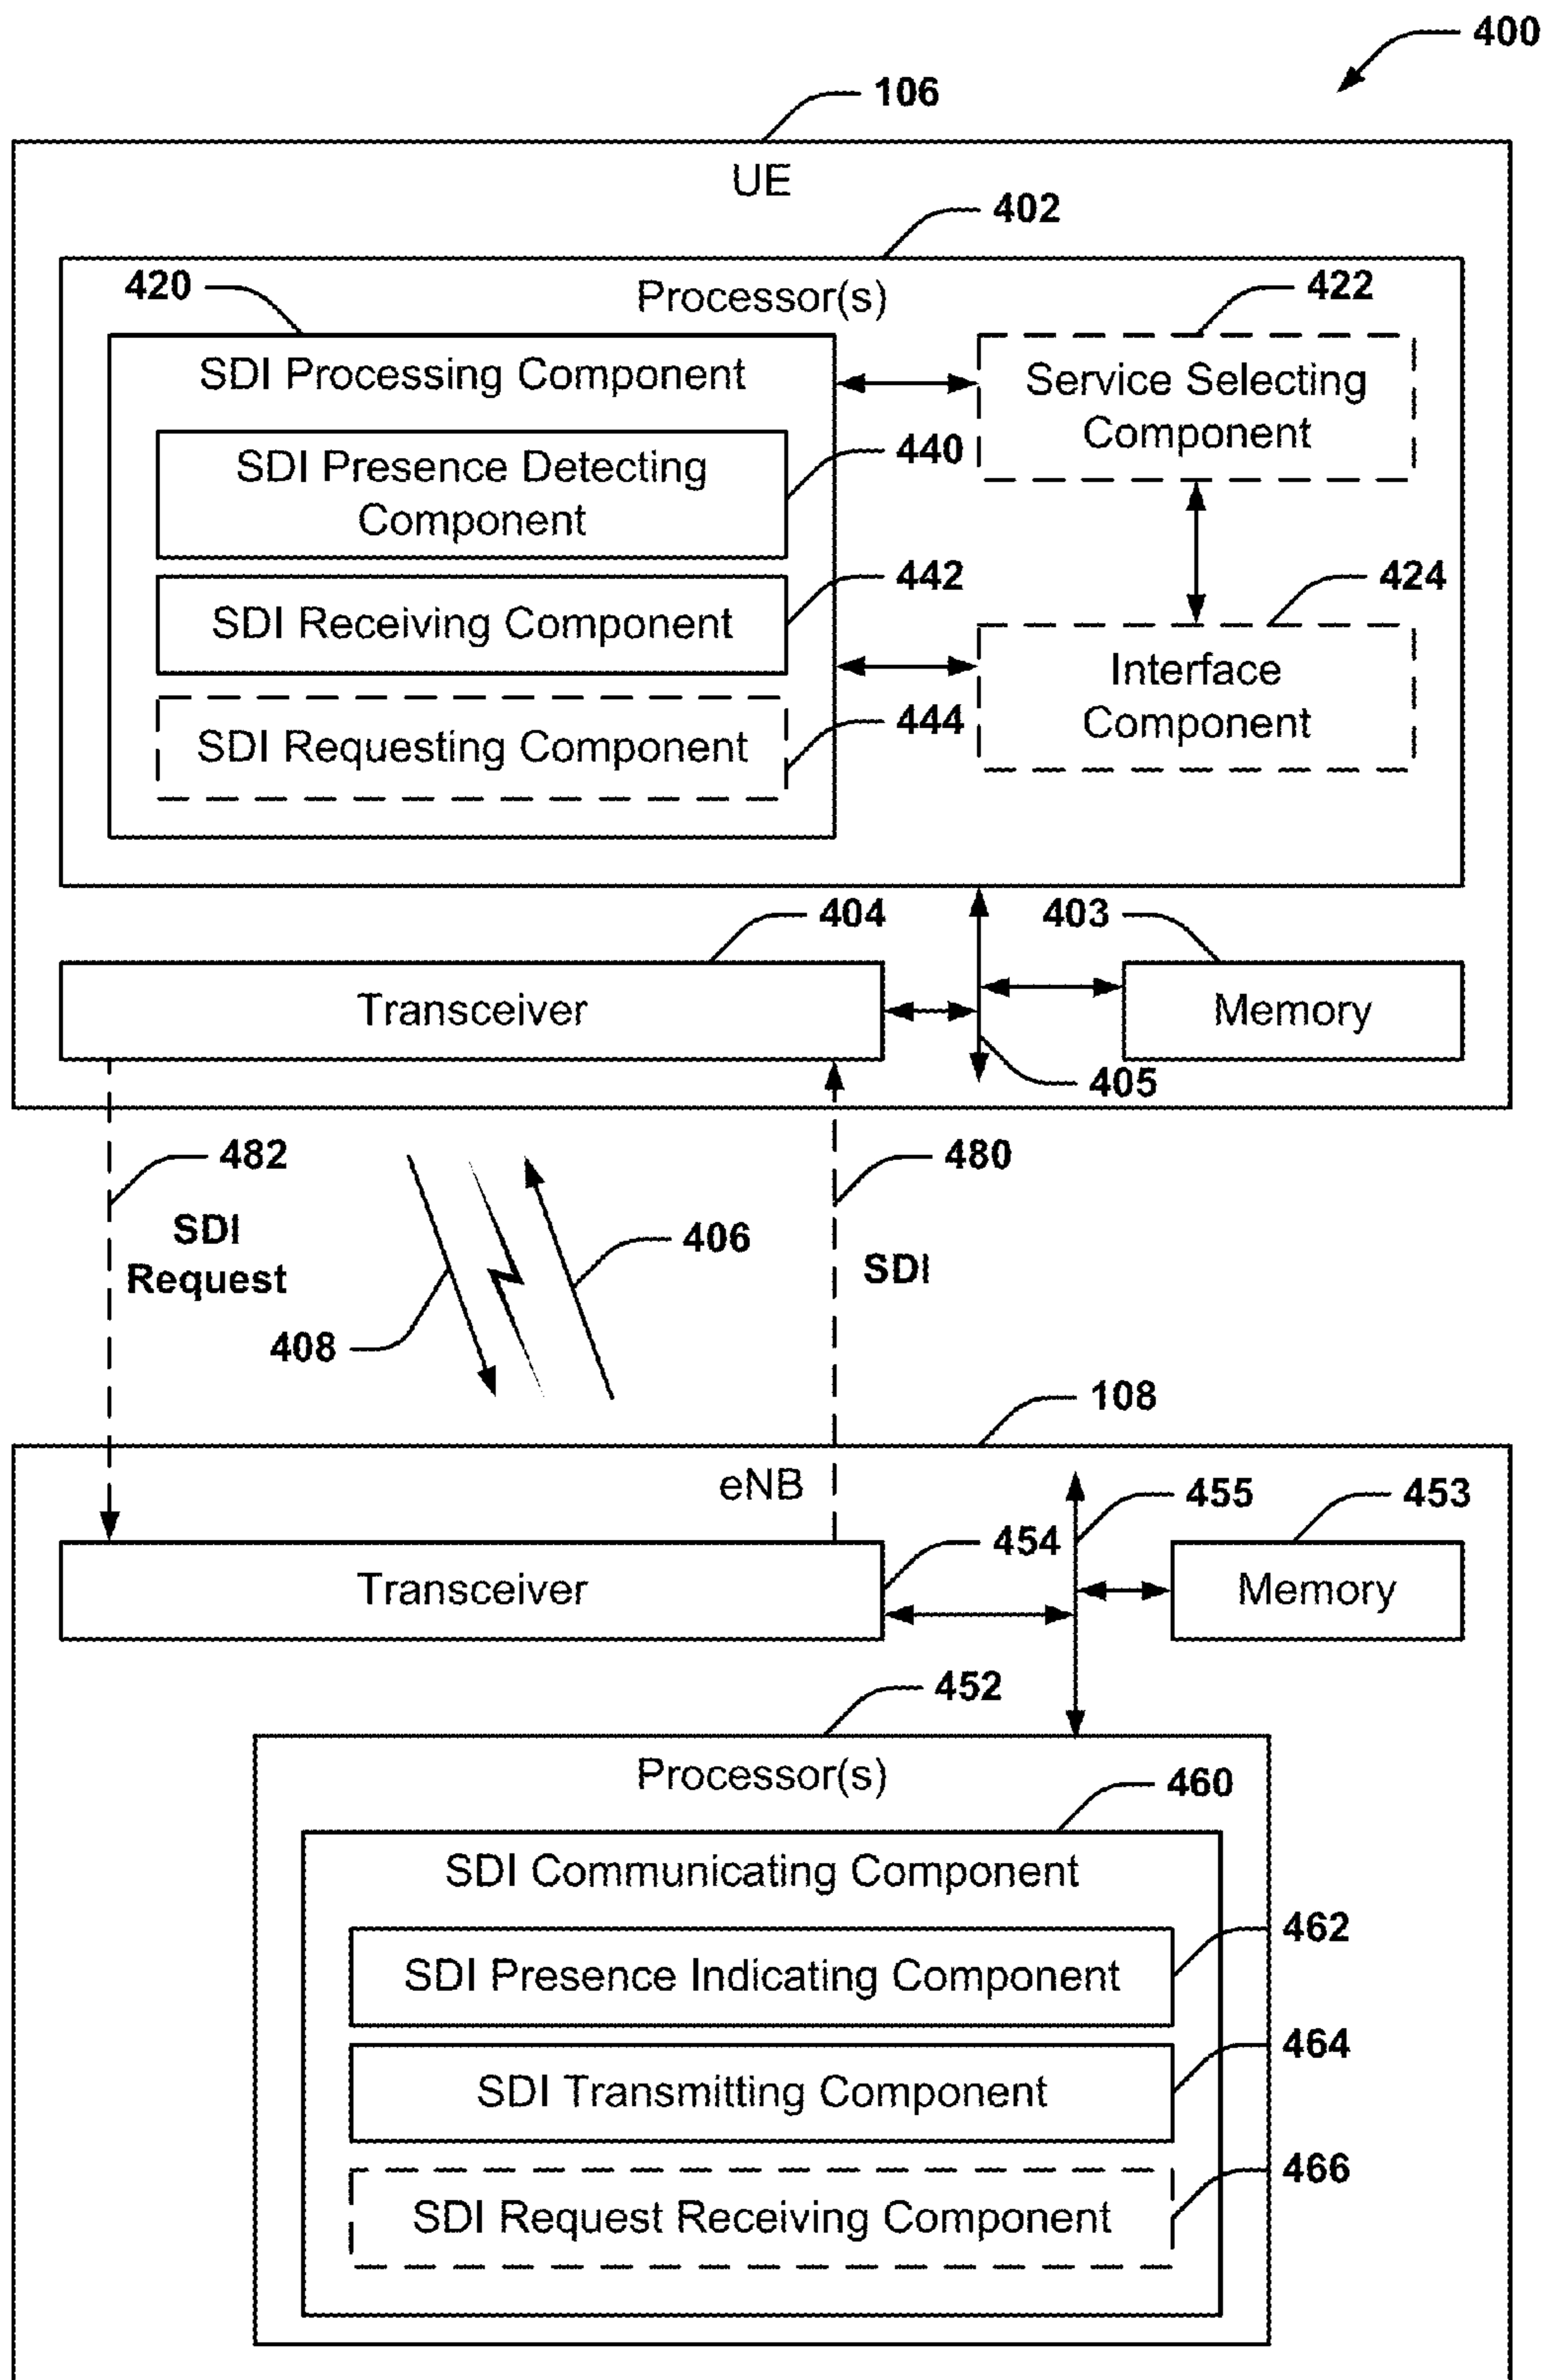 400
106
UE
402
420
Processor(s)
422
SDI Processing Component
Service Selecting
Component
SDI Presence Detecting
Component
440
442
SDI Receiving Component
424
Interface
Component
444
SDI Requesting Component
404
403
Transceiver
Memory
405
482
480
SDI
Request
406
SDI
408
108
eNB
455
453
454
Transceiver
Memory
452
Processor(s)
460
SDI Communicating Component
462
SDI Presence Indicating Component
464
SDI Transmitting Component
466
SDI Request Receiving Component